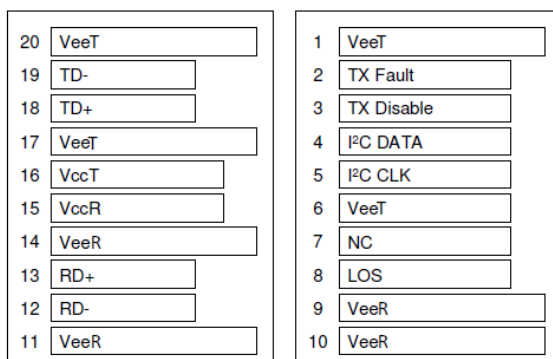 20 VeeT
19 TD-
18 TD+
17 VeeT
16 VccT
15 VccR
14 VeeR
13 RD+
12 RD-
11 VeeR
1 VeeT
2 TX Fault
3 TX Disable
4 I²C DATA
5 I²C CLK
6 VeeT
7 NC
8 LOS
9 VeeR
10 VeeR